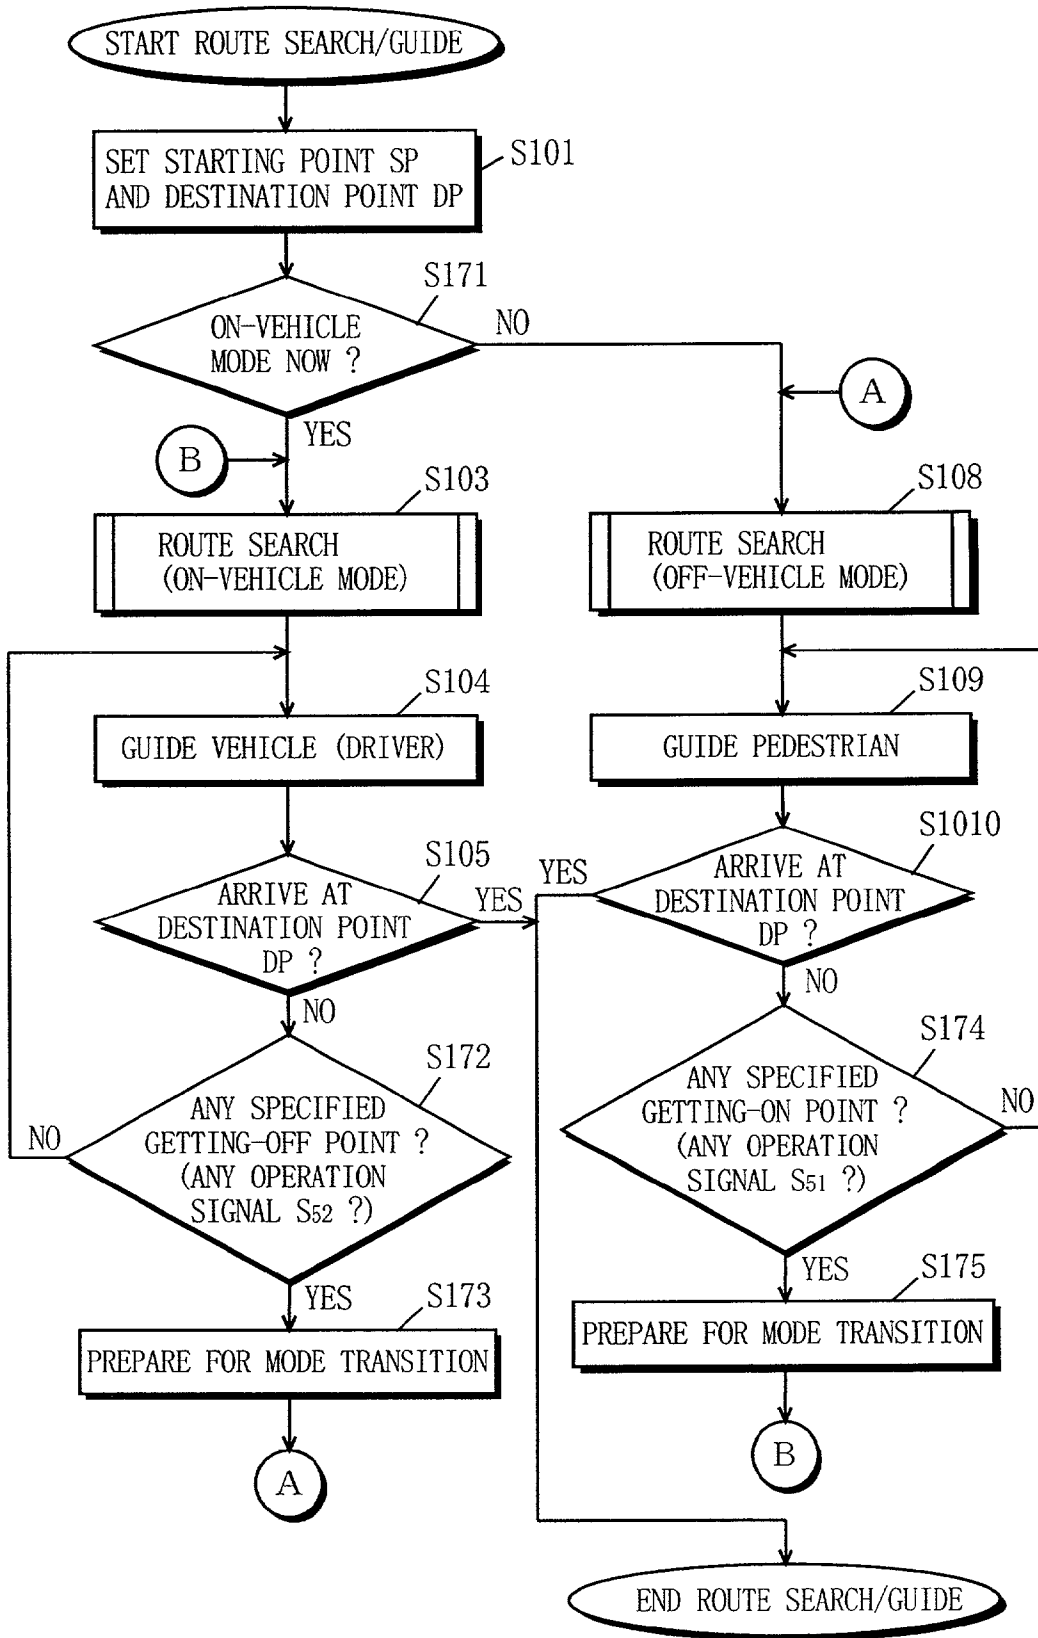 START ROUTE SEARCH/GUIDE
SET STARTING POINT SP
AND DESTINATION POINT DP
S101
S171
ON-VEHICLE
MODE NOW ?
NO
YES
A
B
S103
ROUTE SEARCH
(ON-VEHICLE MODE)
S108
ROUTE SEARCH
(OFF-VEHICLE MODE)
S104
GUIDE VEHICLE (DRIVER)
S109
GUIDE PEDESTRIAN
S105
ARRIVE AT
DESTINATION POINT
DP ?
YES
NO
S1010
ARRIVE AT
DESTINATION POINT
DP ?
YES
NO
S172
ANY SPECIFIED
GETTING-OFF POINT ?
(ANY OPERATION
SIGNAL S52 ?)
NO
YES
S174
ANY SPECIFIED
GETTING-ON POINT ?
(ANY OPERATION
SIGNAL S51 ?)
NO
YES
S173
PREPARE FOR MODE TRANSITION
A
S175
PREPARE FOR MODE TRANSITION
B
END ROUTE SEARCH/GUIDE